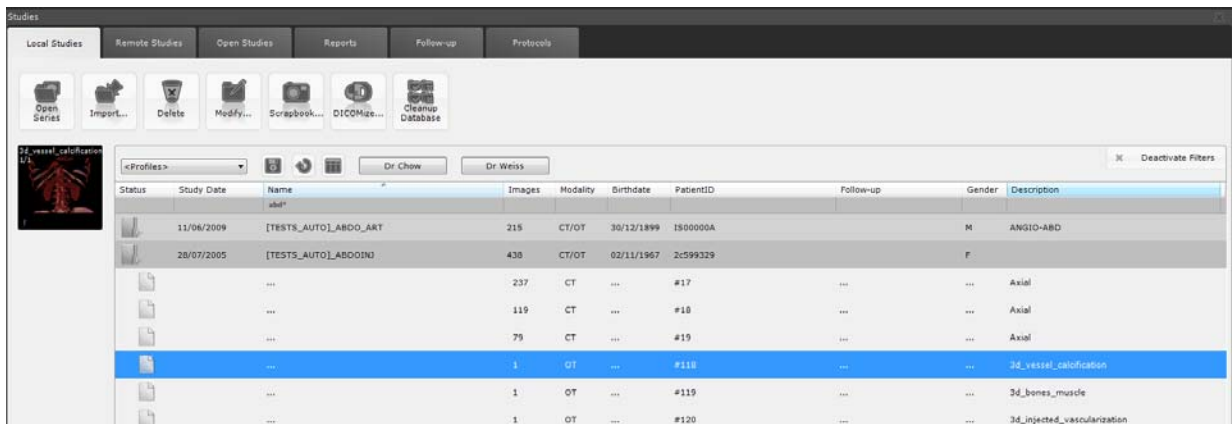 Studies
Local Studies Remote Studies Open Studies Reports Follow-up Protocols
Open Series Import... Delete Modify... Scrapbook... DICOMize... Cleanup Database
3d_vessel_calcification
1/1
<Profiles> Dr Chow Dr Weiss Deactivate Filters
Status Study Date Name Images Modality Birthdate PatientID Follow-up Gender Description
abd*
11/06/2009 [TESTS_AUTO]_ABDO_ART 215 CT/OT 30/12/1899 IS00000A M ANGIO-ABD
28/07/2005 [TESTS_AUTO]_ABDOINJ 438 CT/OT 02/11/1967 2c599329 F
... 237 CT ... #17 ... ... Axial
... 119 CT ... #18 ... ... Axial
... 79 CT ... #19 ... ... Axial
... 1 OT ... #118 ... ... 3d_vessel_calcification
... 1 OT ... #119 ... ... 3d_bones_muscle
... 1 OT ... #120 ... ... 3d_injected_vascularization